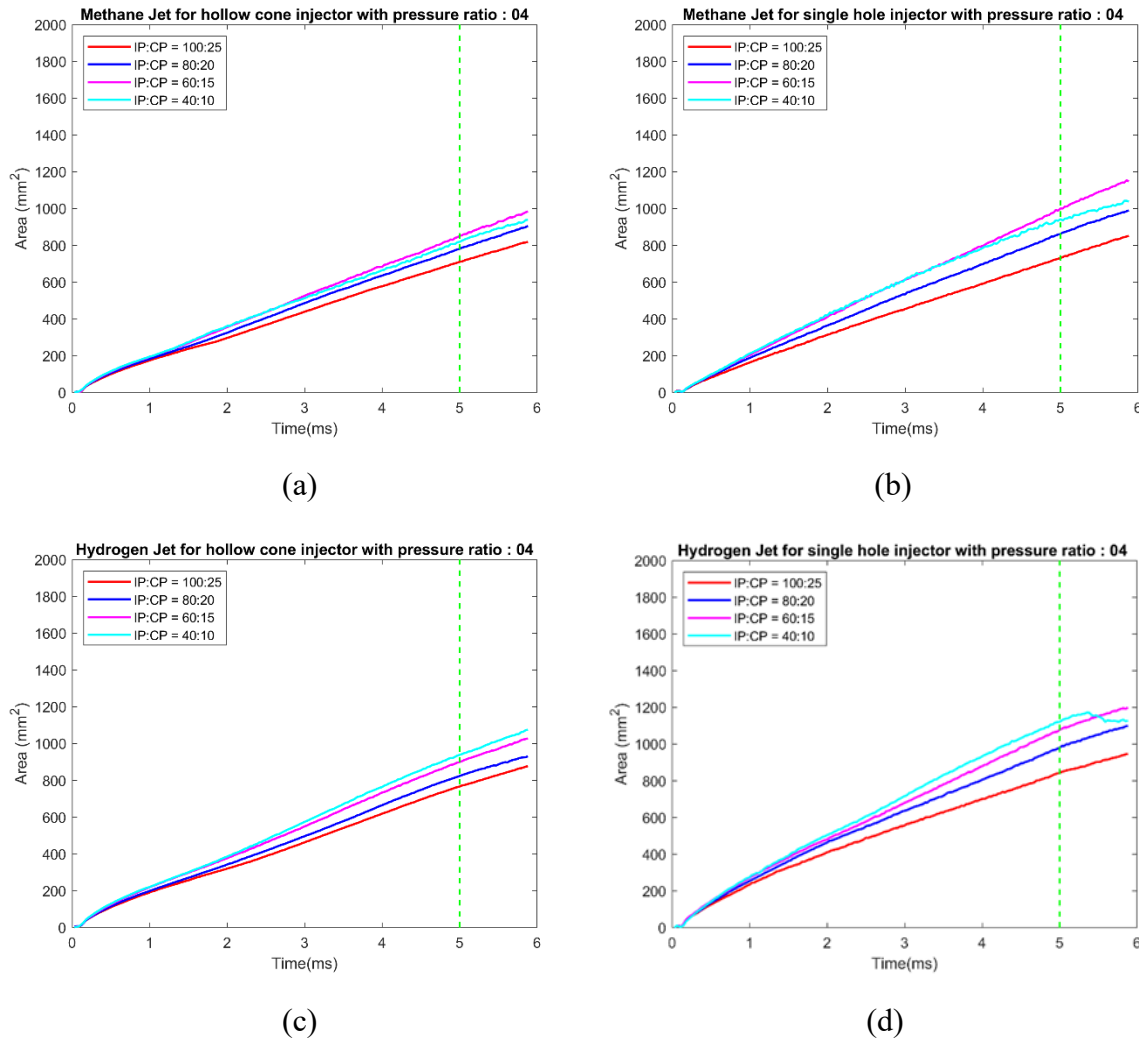 Methane Jet for hollow cone injector with pressure ratio : 04
IP:CP = 100:25
IP:CP = 80:20
IP:CP = 60:15
IP:CP = 40:10
2000
1800
1600
1400
1200
1000
800
600
400
200
0
Area (mm²)
0 1 2 3 4 5 6
Time(ms)
(a)
Methane Jet for single hole injector with pressure ratio : 04
IP:CP = 100:25
IP:CP = 80:20
IP:CP = 60:15
IP:CP = 40:10
2000
1800
1600
1400
1200
1000
800
600
400
200
0
Area (mm²)
0 1 2 3 4 5 6
Time(ms)
(b)
Hydrogen Jet for hollow cone injector with pressure ratio : 04
IP:CP = 100:25
IP:CP = 80:20
IP:CP = 60:15
IP:CP = 40:10
2000
1800
1600
1400
1200
1000
800
600
400
200
0
Area (mm²)
0 1 2 3 4 5 6
Time(ms)
(c)
Hydrogen Jet for single hole injector with pressure ratio : 04
IP:CP = 100:25
IP:CP = 80:20
IP:CP = 60:15
IP:CP = 40:10
2000
1800
1600
1400
1200
1000
800
600
400
200
0
Area (mm²)
0 1 2 3 4 5 6
Time(ms)
(d)